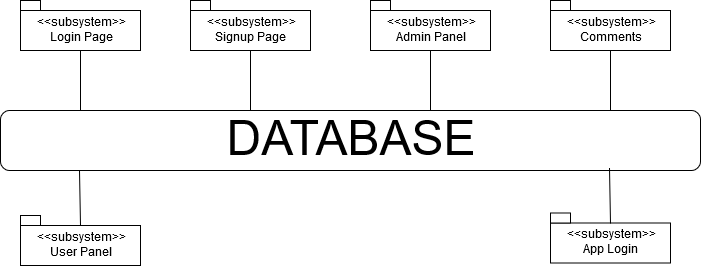 <<subsystem>>
Login Page
<<subsystem>>
Signup Page
<<subsystem>>
Admin Panel
<<subsystem>>
Comments
DATABASE
<<subsystem>>
User Panel
<<subsystem>>
App Login